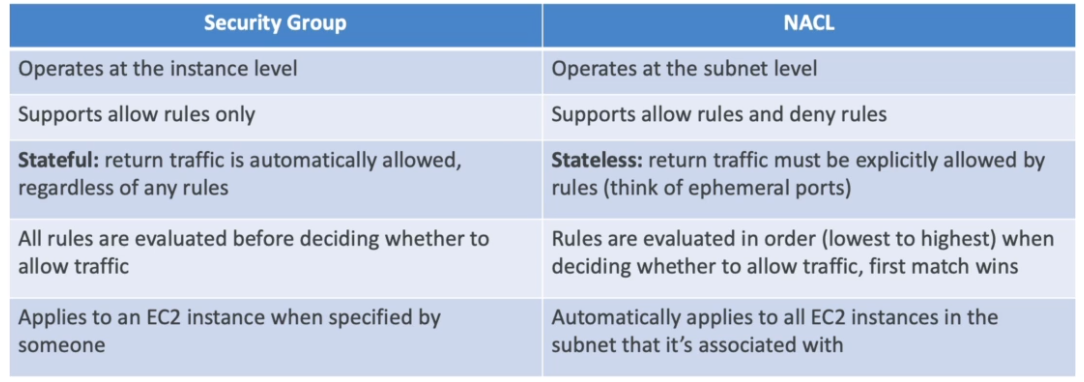 Security Group
NACL
Operates at the instance level
Operates at the subnet level
Supports allow rules only
Supports allow rules and deny rules
Stateful: return traffic is automatically allowed,
regardless of any rules
Stateless: return traffic must be explicitly allowed by
rules (think of ephemeral ports)
All rules are evaluated before deciding whether to
allow traffic
Rules are evaluated in order (lowest to highest) when
deciding whether to allow traffic, first match wins
Applies to an EC2 instance when specified by
someone
Automatically applies to all EC2 instances in the
subnet that it's associated with